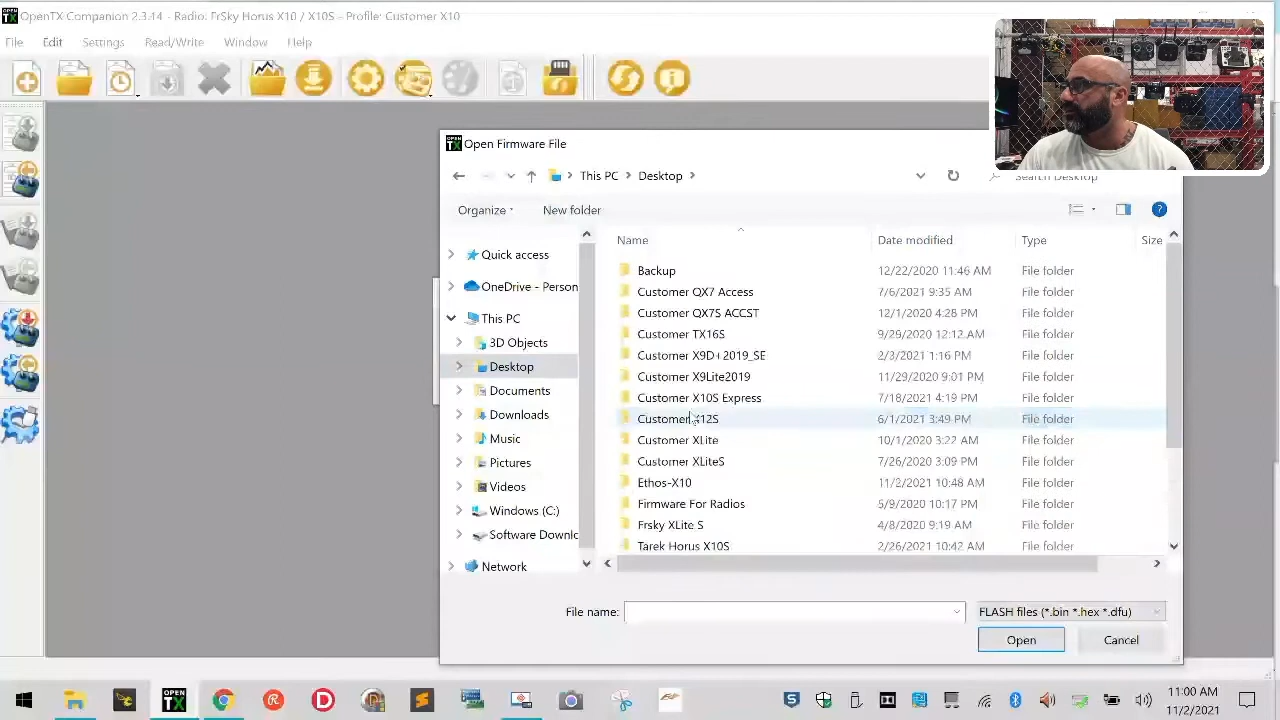 OPEN TX OpenTX Companion 2.3.14 - Radio: FrSky Horus X10 / X10S - Profile: Customer X10
File Edit Settings Read/Write Window Help
OPEN TX Open Firmware File
This PC Desktop Search Desktop
Organize New folder
Name Date modified Type Size
Quick access
OneDrive - Person
This PC
3D Objects
Desktop
Documents
Downloads
Music
Pictures
Videos
Windows (C:)
Software Downlc
Network
Backup 12/22/2020 11:46 AM File folder
Customer QX7 Access 7/6/2021 9:35 AM File folder
Customer QX7S ACCST 12/1/2020 4:28 PM File folder
Customer TX16S 9/26/2020 12:12 AM File folder
Customer X9D+2019_SE 2/3/2021 1:16 PM File folder
Customer X9Lite2019 11/29/2020 9:01 PM File folder
Customer X10S Express 7/18/2021 4:19 PM File folder
Customer X12S 6/1/2021 3:49 PM File folder
Customer XLite 10/1/2020 3:22 AM File folder
Customer XLiteS 7/26/2020 3:09 PM File folder
Ethos-X10 11/2/2021 10:48 AM File folder
Firmware For Radios 5/9/2020 10:17 PM File folder
Frsky XLite S 4/8/2020 9:19 AM File folder
Tarek Horus X10S 2/26/2021 10:42 AM File folder
File name: FLASH files (*.bin *.hex *.dfu)
Open Cancel
OPEN TX
11:00 AM
11/2/2021